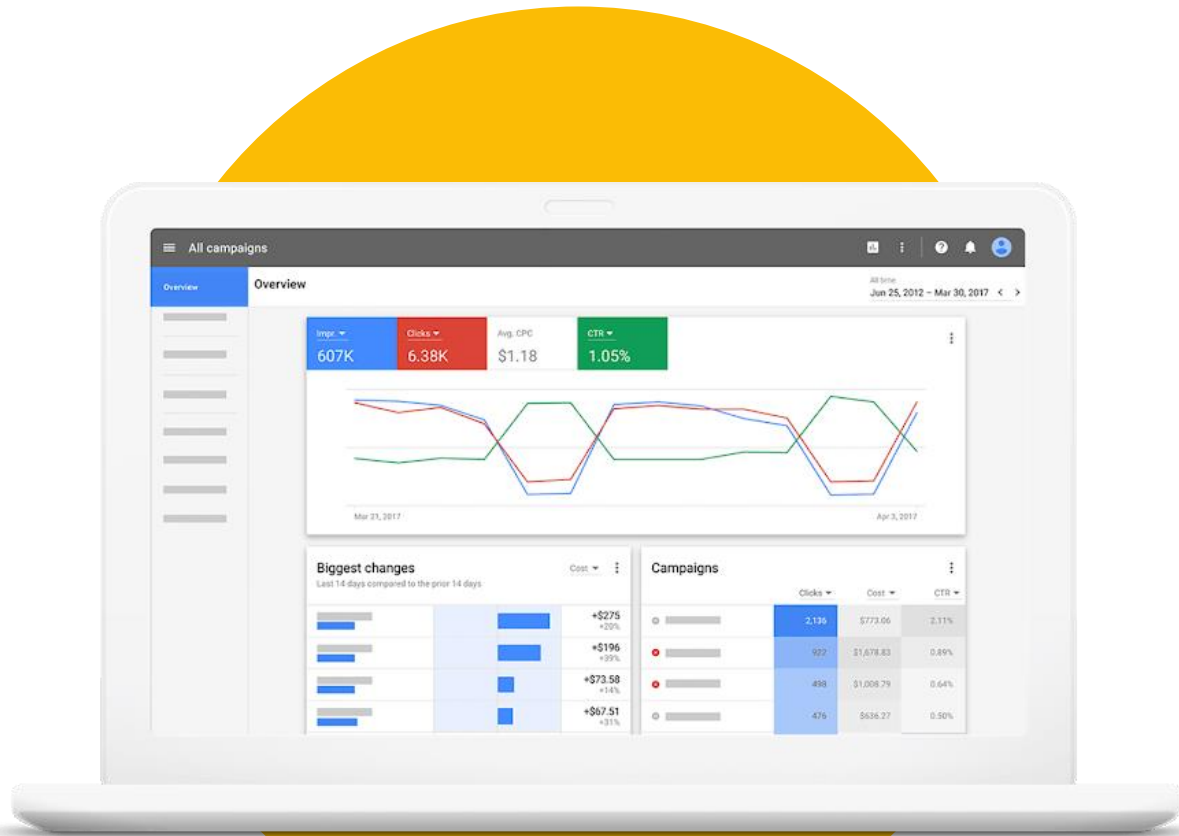 All campaigns
Overview
Overview
All time
Jun 25, 2012 – Mar 30, 2017
Impr.
Clicks
Avg. CPC
CTR
607K
6.38K
$1.18
1.05%
Mar 21, 2017
Apr 3, 2017
Biggest changes
Cost
Last 14 days compared to the prior 14 days
+$275
+20%
+$196
+39%
+$73.58
+14%
+$67.51
+31%
Campaigns
Clicks
Cost
CTR
2,136
$773.06
2.11%
922
$1,678.83
0.89%
498
$1,008.79
0.64%
476
$636.27
0.50%